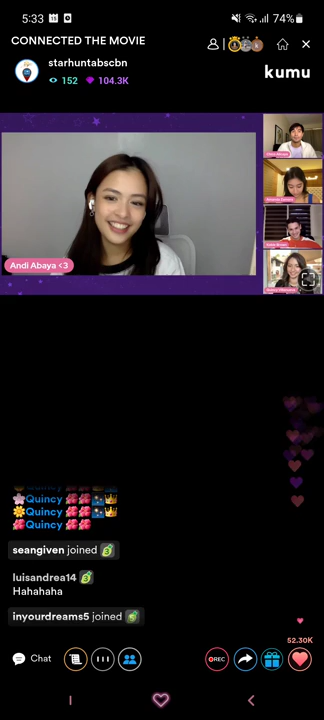 5:33
74%
CONNECTED THE MOVIE
starhuntabscbn
152 104.3K
kumu
Andi Abaya <3
Quincy
Quincy
Quincy
Quincy
seangiven joined
luisandrea14
Hahahaha
inyourdreams5 joined
52.30K
Chat
REC